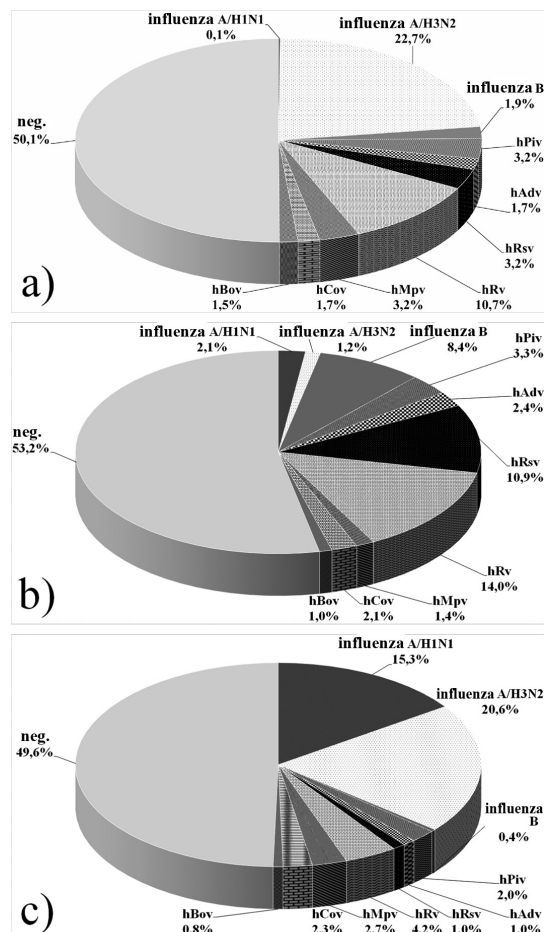 influenza A/H1N1
0,1%
influenza A/H3N2
22,7%
influenza B
1,9%
hPiv
3,2%
hAdv
1,7%
hRsv
3,2%
hRv
10,7%
hMpv
3,2%
hCov
1,7%
hBov
1,5%
neg.
50,1%
a)
influenza A/H1N1
2,1%
influenza A/H3N2
1,2%
influenza B
8,4%
hPiv
3,3%
hAdv
2,4%
hRsv
10,9%
hRv
14,0%
hMpv
1,4%
hCov
2,1%
hBov
1,0%
neg.
53,2%
b)
influenza A/H1N1
15,3%
influenza A/H3N2
20,6%
influenza
B
0,4%
hPiv
2,0%
hAdv
1,0%
hRsv
1,0%
hRv
4,2%
hMpv
2,7%
hCov
2,3%
hBov
0,8%
neg.
49,6%
c)